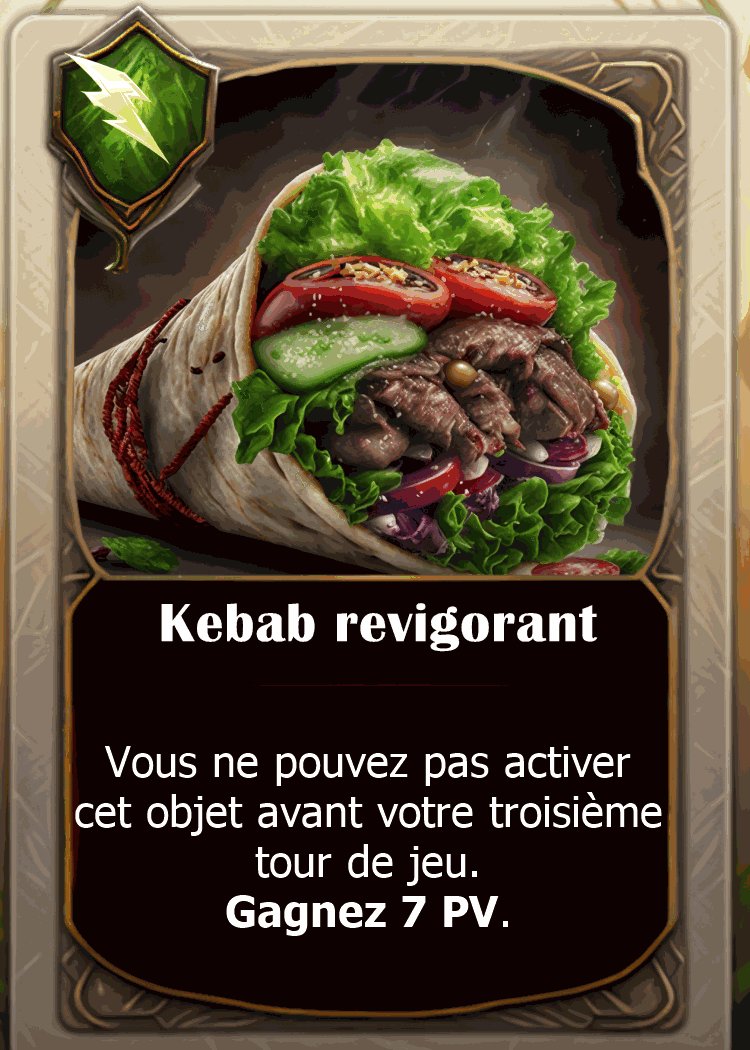 Kebab revigorant
Vous ne pouvez pas activer
cet objet avant votre troisième
tour de jeu.
Gagnez 7 PV.